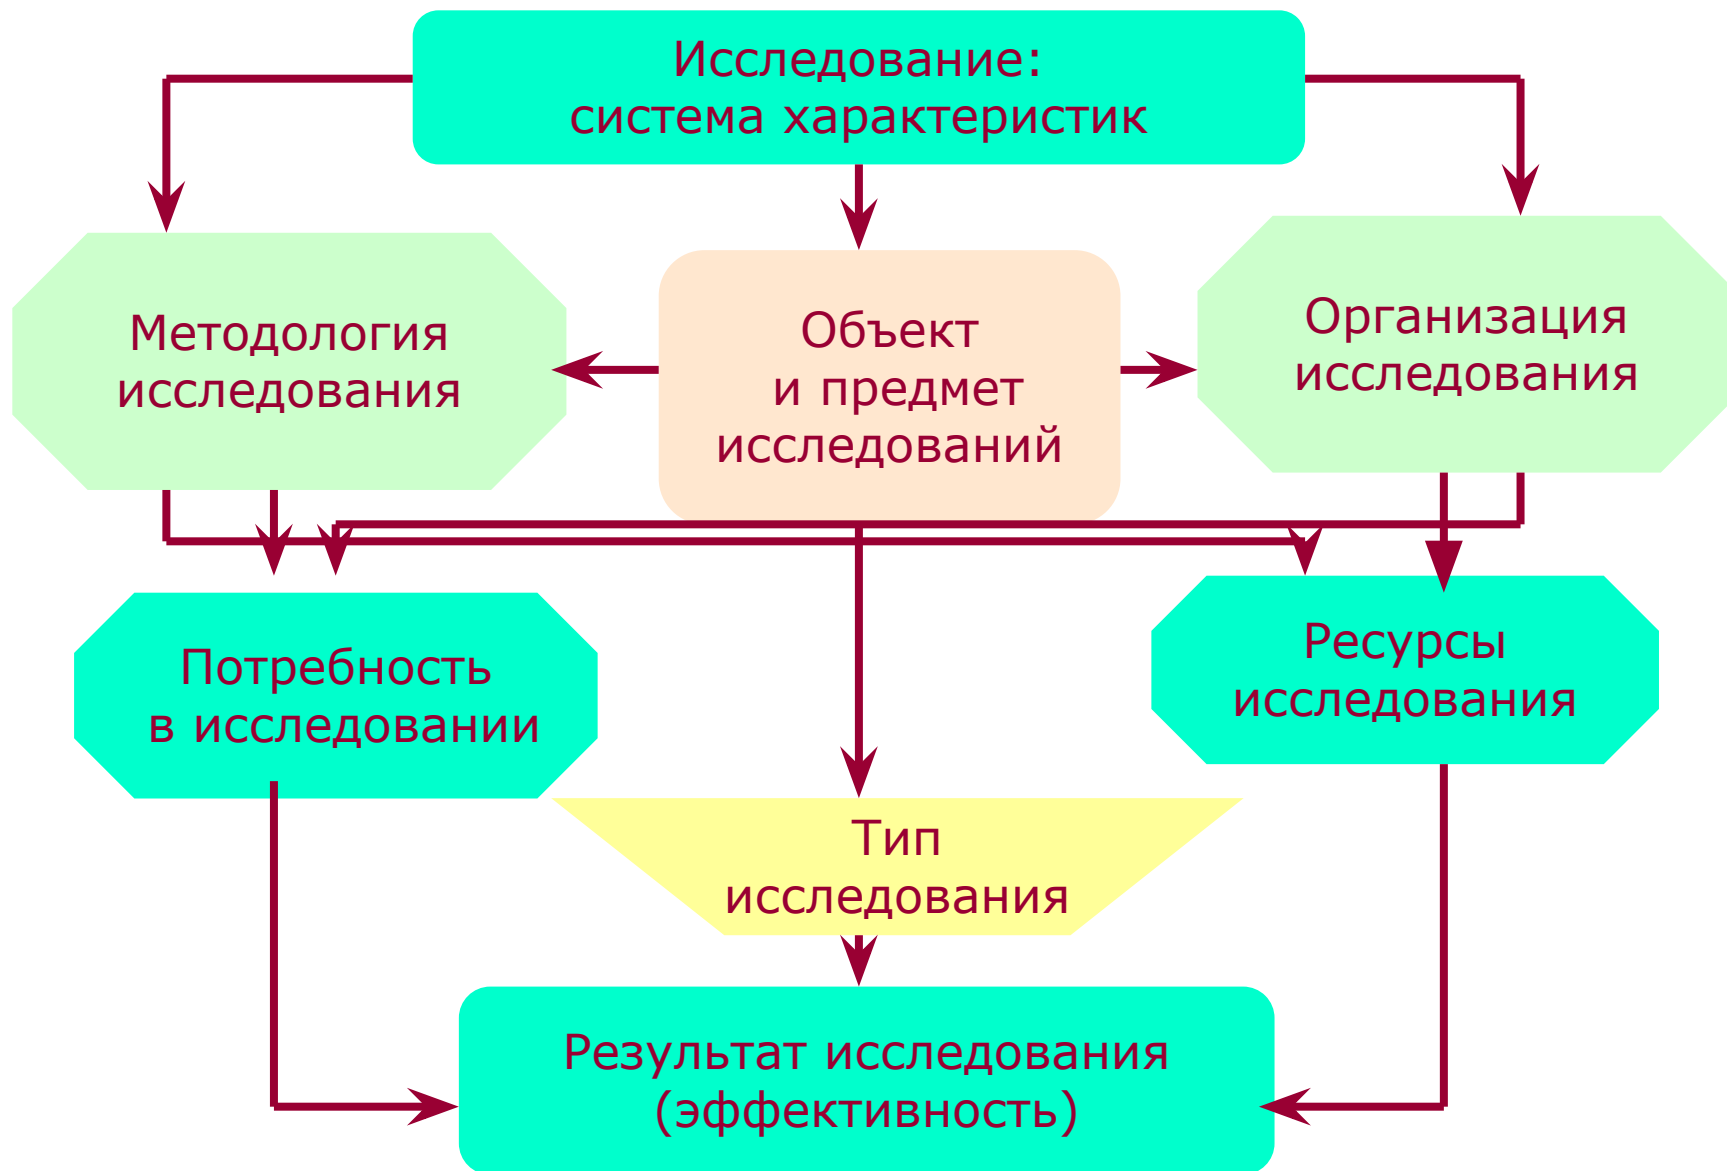 Исследование:
система характеристик
Методология
исследования
Объект
и предмет
исследований
Организация
исследования
Потребность
в исследовании
Ресурсы
исследования
Тип
исследования
Результат исследования
(эффективность)